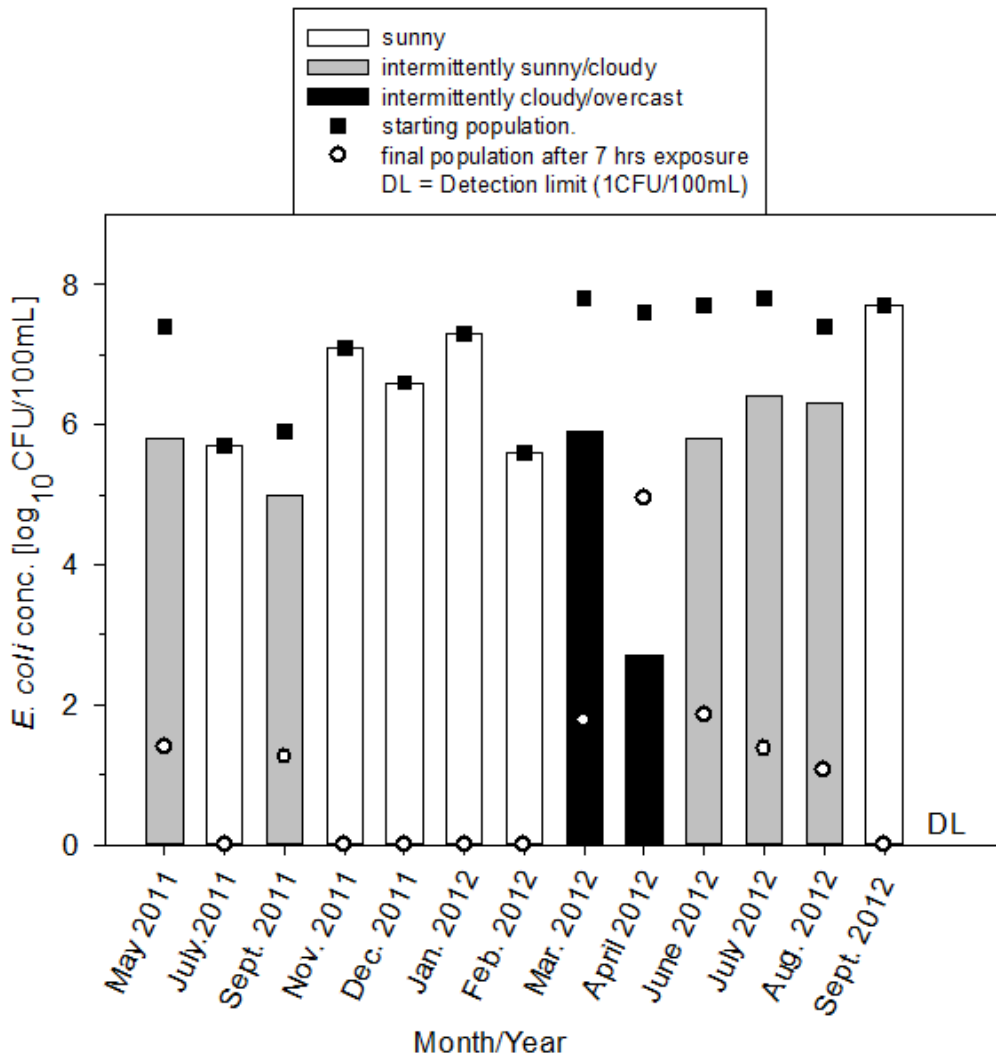 sunny
intermittently sunny/cloudy
intermittently cloudy/overcast
starting population.
final population after 7 hrs exposure
DL = Detection limit (1CFU/100mL)
E. coli conc. [log10CFU/100mL]
8
6
4
2
0
DL
May 2011
July.2011
Sept. 2011
Nov. 2011
Dec. 2011
Jan. 2012
Feb. 2012
Mar. 2012
April 2012
June 2012
July 2012
Aug. 2012
Sept. 2012
Month/Year